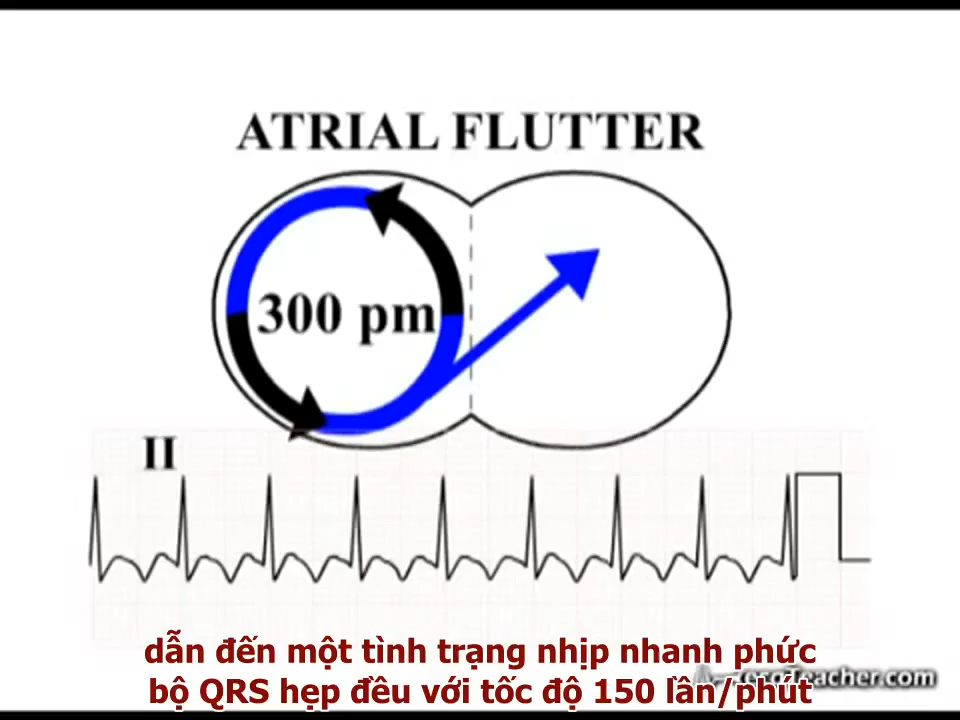 ATRIAL FLUTTER
300 pm
II
dẫn đến một tình trạng nhịp nhanh phức
bộ QRS hẹp đều với tốc độ 150 lần/phút